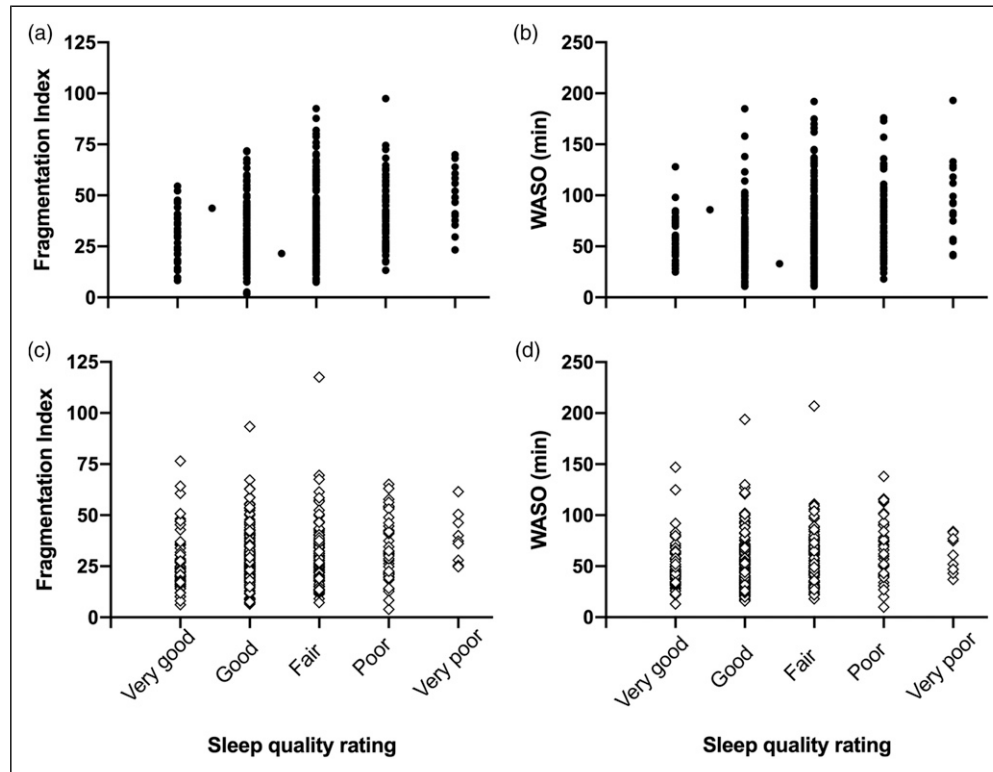 (a)
125
100
75
50
25
0
Fragmentation Index
(b)
250
200
150
100
50
0
WASO (min)
(c)
125
100
75
50
25
0
Fragmentation Index
Very good
Good
Fair
Poor
Very poor
Sleep quality rating
(d)
250
200
150
100
50
0
WASO (min)
Very good
Good
Fair
Poor
Very poor
Sleep quality rating